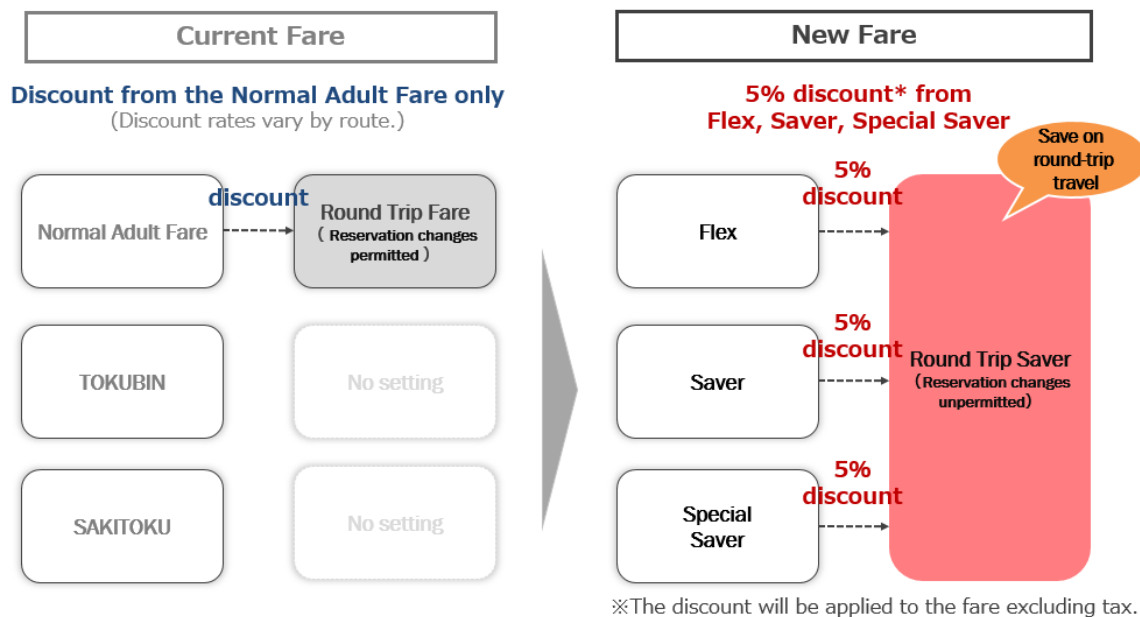 Current Fare
Discount from the Normal Adult Fare only
(Discount rates vary by route.)
Normal Adult Fare
discount
Round Trip Fare
( Reservation changes
permitted )
TOKUBIN
No setting
SAKITOKU
No setting
New Fare
5% discount* from
Flex, Saver, Special Saver
Save on
round-trip
travel
Flex
5%
discount
Saver
5%
discount
Special
Saver
5%
discount
Round Trip Saver
(Reservation changes
unpermitted)
※The discount will be applied to the fare excluding tax.